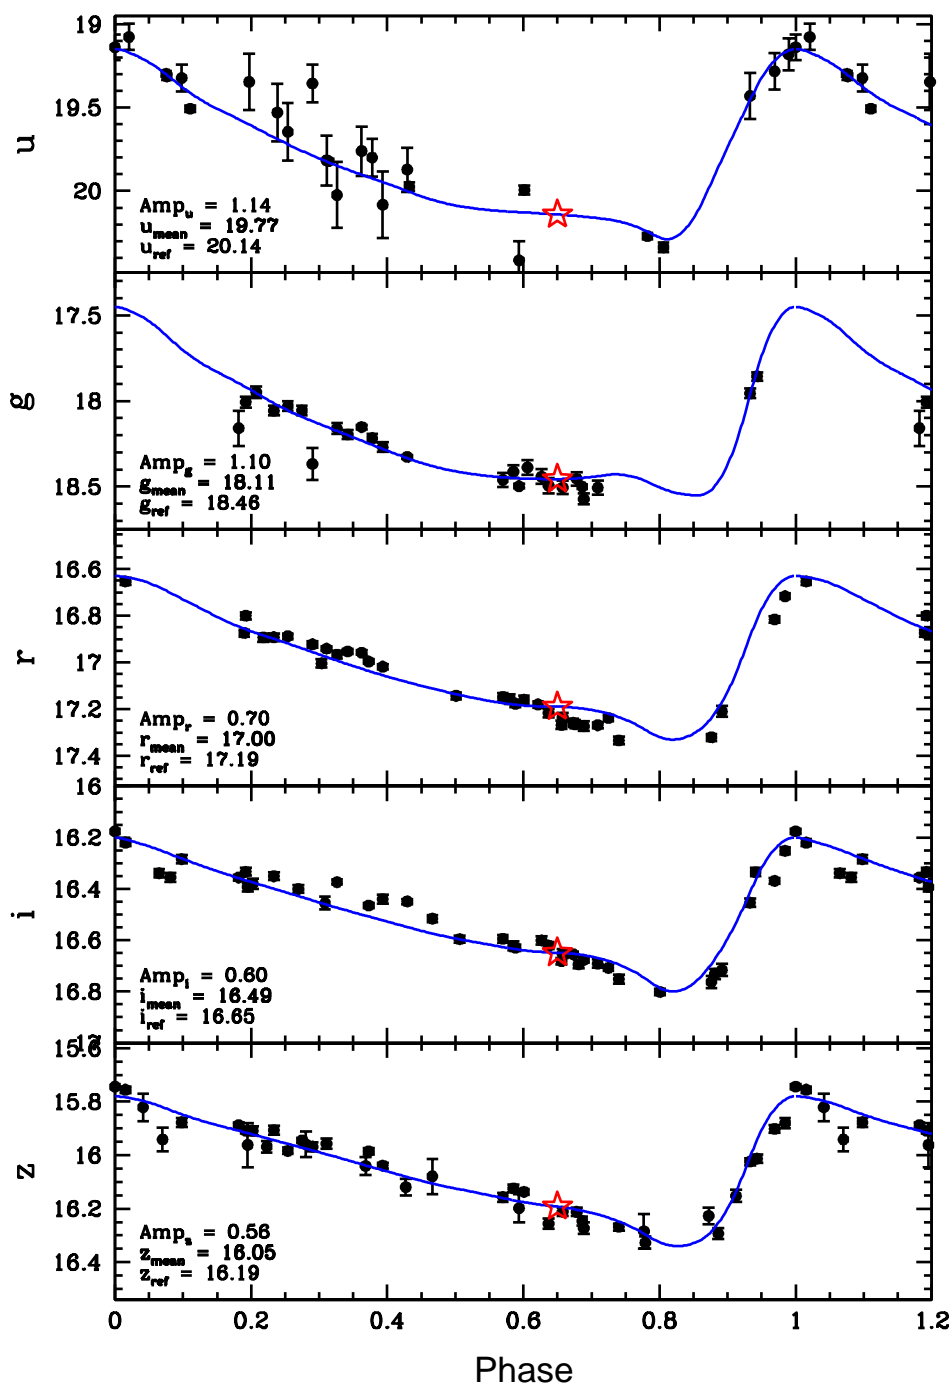 19
19.5
20
u
Amp_u = 1.14
u_mean = 19.77
u_ref = 20.14
17.5
18
18.5
g
Amp_g = 1.10
g_mean = 18.11
g_ref = 18.46
16.6
16.8
17
17.2
17.4
r
Amp_r = 0.70
r_mean = 17.00
r_ref = 17.19
16
16.2
16.4
16.6
16.8
17
i
Amp_i = 0.60
i_mean = 16.49
i_ref = 16.65
15.6
15.8
16
16.2
16.4
z
Amp_z = 0.56
z_mean = 16.05
z_ref = 16.19
0 0.2 0.4 0.6 0.8 1 1.2
Phase